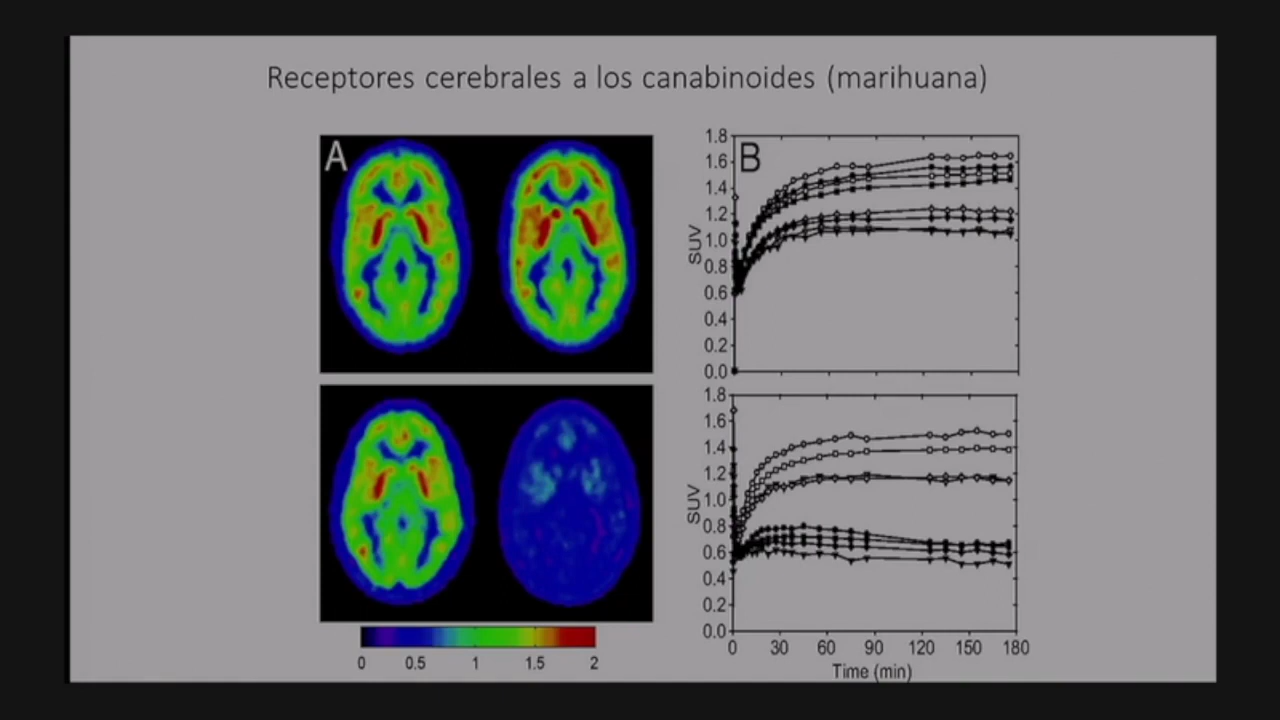 Receptores cerebrales a los canabinoides (marihuana)
A
0 0.5 1 1.5 2
B
SUV
1.8
1.6
1.4
1.2
1.0
0.8
0.6
0.4
0.2
0.0
SUV
1.8
1.6
1.4
1.2
1.0
0.8
0.6
0.4
0.2
0.0
0 30 60 90 120 150 180
Time (min)